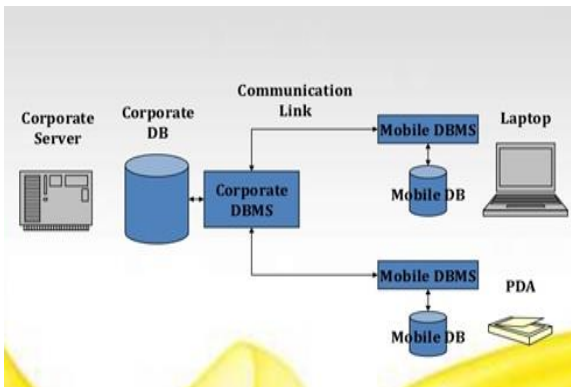 Corporate
Server
Corporate
DB
Communication
Link
Corporate
DBMS
Mobile DBMS
Mobile DB
Laptop
Mobile DBMS
Mobile DB
PDA